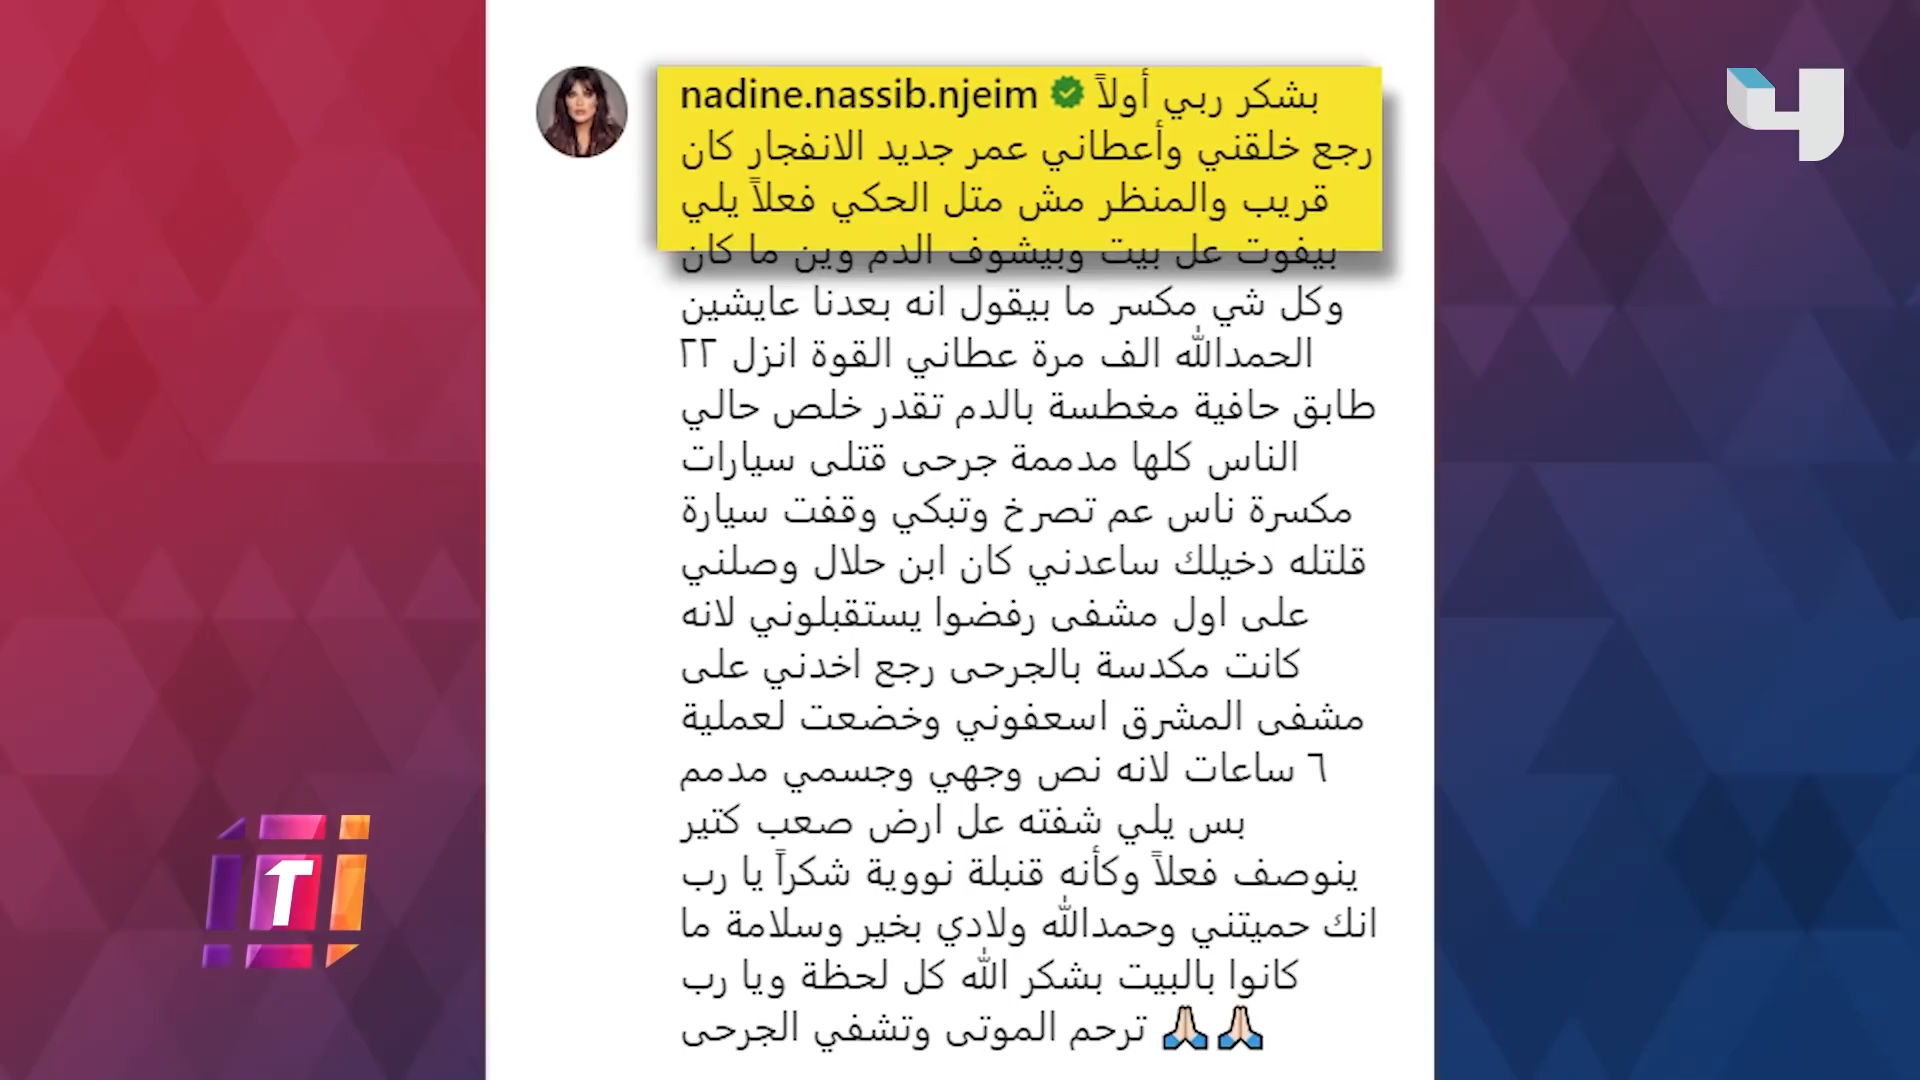 nadine.nassib.njeim بشكر ربي أولاً
رجع خلقني وأعطاني عمر جديد الانفجار كان
قريب والمنظر مش متل الحكي فعلاً يلي
بيفوت عل بيت وبيشوف الدم وين ما كان
وكل شي مكسر ما بيقول انه بعدنا عايشين
الحمدالله الف مرة عطاني القوة انزل ٢٢
طابق حافية مغطسة بالدم تقدر خلص حالي
الناس كلها مدممة جرحى قتلى سيارات
مكسرة ناس عم تصرخ وتبكي وقفت سيارة
قلتله دخيلك ساعدني كان ابن حلال وصلني
على اول مشفى رفضوا يستقبلوني لانه
كانت مكدسة بالجرحى رجع اخدني على
مشفى المشرق اسعفوني وخضعت لعملية
٦ ساعات لانه نص وجهي وجسمي مدمم
بس يلي شفته عل ارض صعب كتير
ينوصف فعلاً وكأنه قنبلة نووية شكراً يا رب
انك حميتني وحمدالله ولادي بخير وسلامة ما
كانوا بالبيت بشكر الله كل لحظة ويا رب
ترحم الموتى وتشفي الجرحى 🙏🏻🙏🏻
4
T